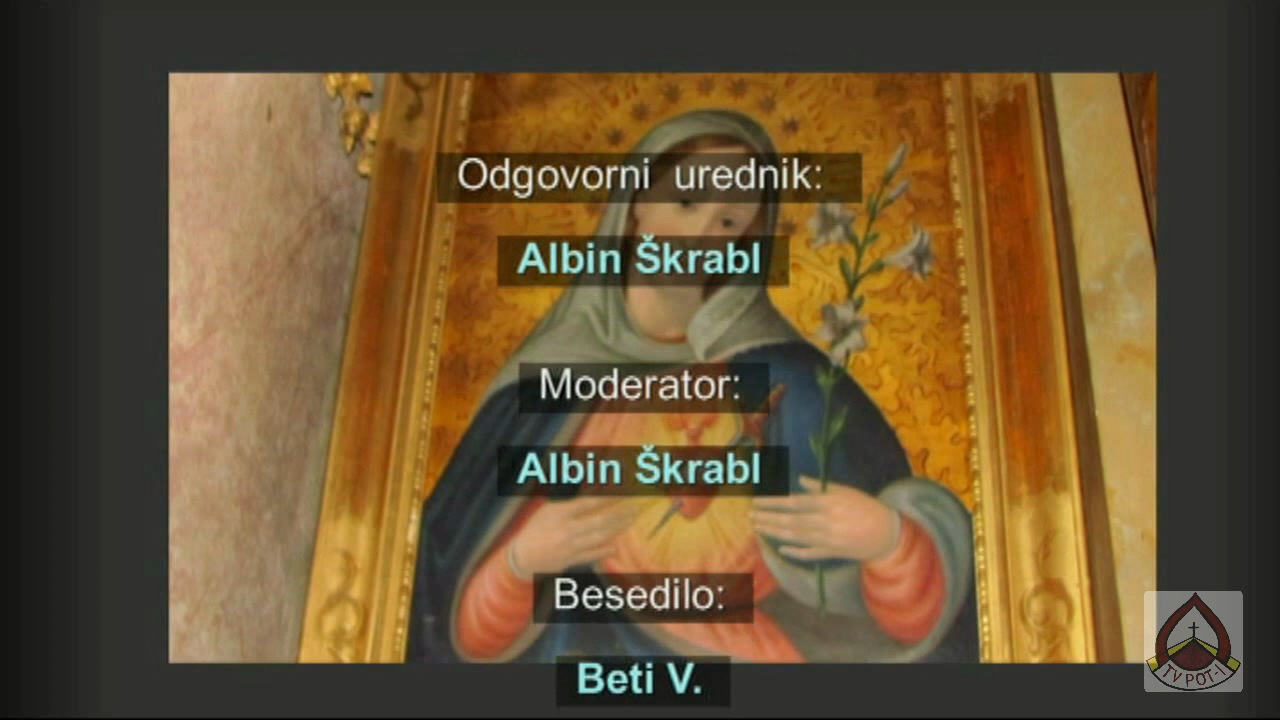 Odgovorni urednik:
Albin Škrabl
Moderator:
Albin Škrabl
Besedilo:
Beti V.
TV POT-1